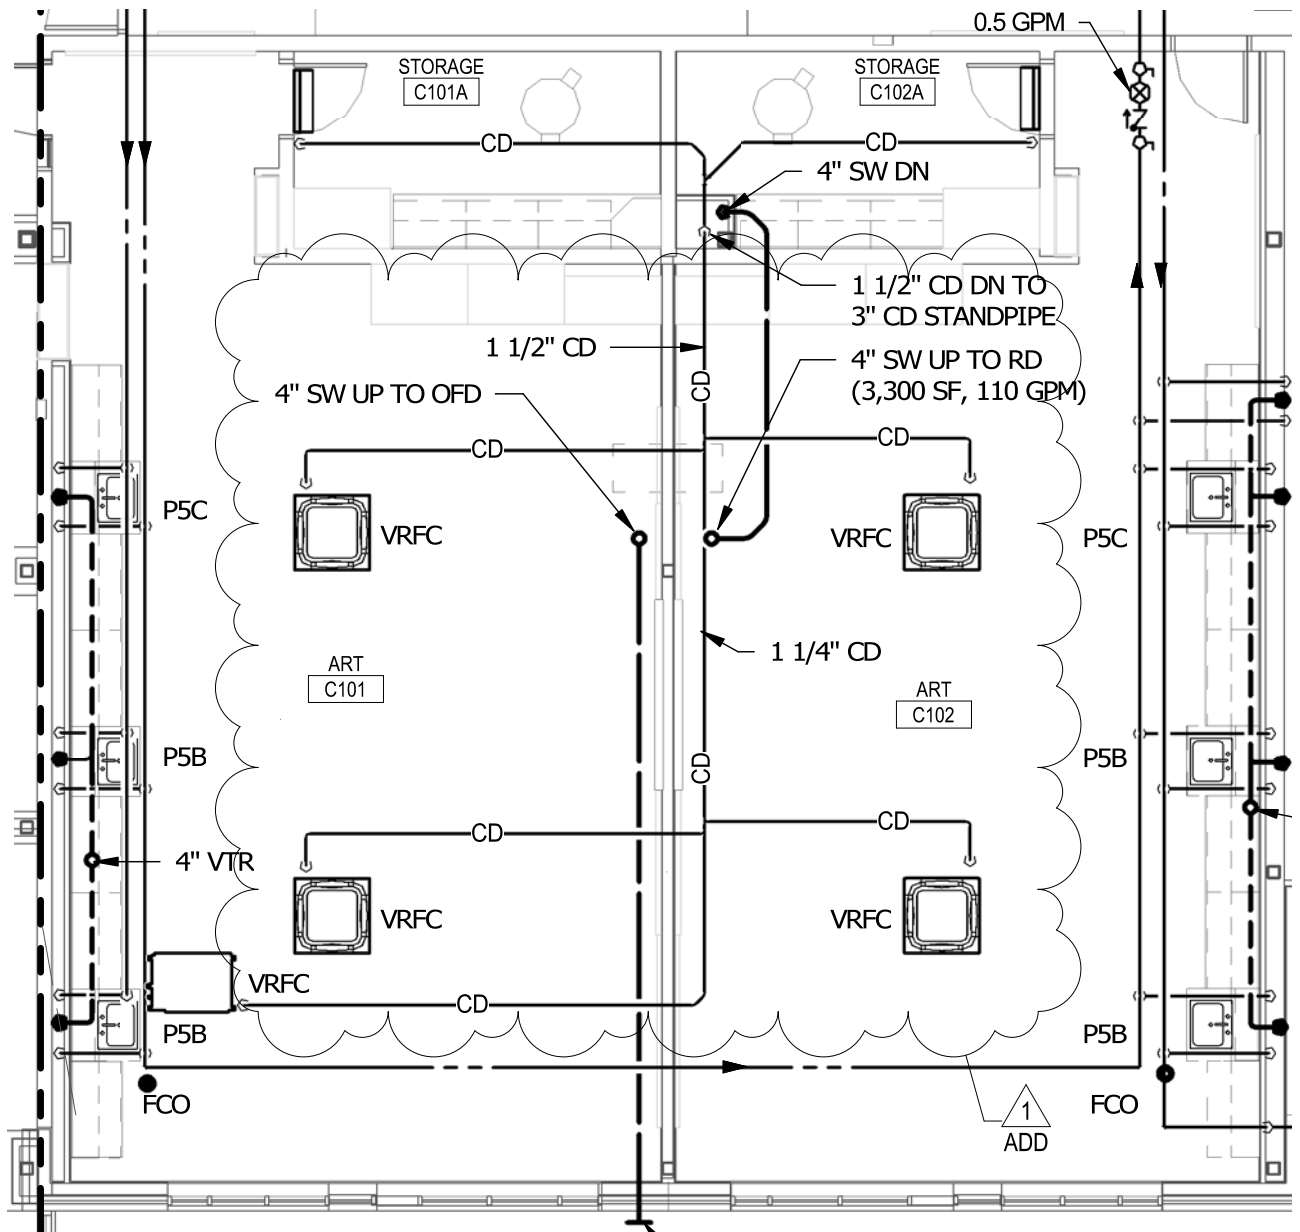 0.5 GPM
STORAGE
C101A
STORAGE
C102A
CD
CD
4" SW DN
1 1/2" CD DN TO
3" CD STANDPIPE
1 1/2" CD
4" SW UP TO RD
(3,300 SF, 110 GPM)
4" SW UP TO OFD
CD
CD
CD
P5C
VRFC
VRFC
P5C
1 1/4" CD
ART
C101
ART
C102
P5B
CD
P5B
CD
CD
4" VTR
VRFC
VRFC
VRFC
CD
P5B
P5B
FCO
FCO
1
ADD